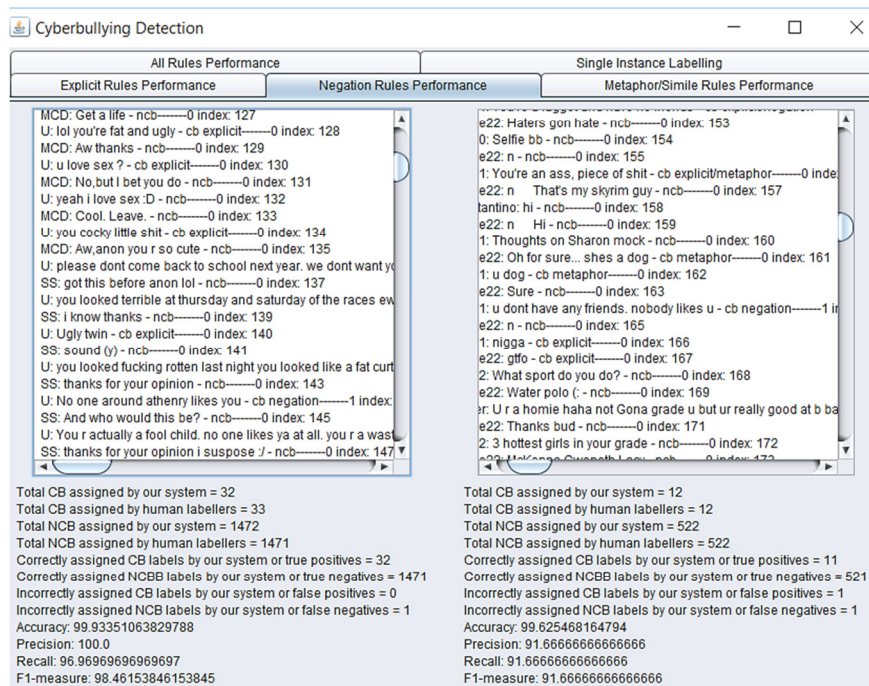 Cyberbullying Detection
All Rules Performance
Single Instance Labelling
Explicit Rules Performance
Negation Rules Performance
Metaphor/Simile Rules Performance
MCD: Get a life - ncb-------0 index: 127
U: lol you're fat and ugly - cb explicit-------0 index: 128
MCD: Aw thanks - ncb-------0 index: 129
U: u love sex ? - cb explicit-------0 index: 130
MCD: No,but I bet you do - ncb-------0 index: 131
U: yeah i love sex :D - ncb-------0 index: 132
MCD: Cool. Leave. - ncb-------0 index: 133
U: you cocky little shit - cb explicit-------0 index: 134
MCD: Aw,anon you r so cute - ncb-------0 index: 135
U: please dont come back to school next year. we dont want
SS: got this before anon lol - ncb-------0 index: 137
U: you looked terrible at thursday and saturday of the races
SS: i know thanks - ncb-------0 index: 139
U: Ugly twin - cb explicit-------0 index: 140
SS: sound (y) - ncb-------0 index: 141
U: you looked fucking rotten last night you looked like a fat
SS: thanks for your opinion - ncb-------0 index: 143
U: No one around athenry likes you - cb negation-------1 index:
SS: And who would this be? - ncb-------0 index: 145
U: You r actually a fool child. no one likes ya at all. you r a
SS: thanks for your opinion i suspose :/ - ncb-------0 index: 147
e22: Haters gon hate - ncb-------0 index: 153
0: Selfie bb - ncb-------0 index: 154
e22: n - ncb-------0 index: 155
1: You're an ass, piece of shit - cb explicit/metaphor-------0
e22: n That's my skyrim guy - ncb-------0 index: 157
tantino: hi - ncb-------0 index: 158
e22: n Hi - ncb-------0 index: 159
1: Thoughts on Sharon mock - ncb-------0 index: 160
e22: Oh for sure... shes a dog - cb metaphor-------0 index: 161
1: u dog - cb metaphor-------0 index: 162
e22: Sure - ncb-------0 index: 163
1: u dont have any friends. nobody likes u - cb negation-------1
e22: n - ncb-------0 index: 165
1: nigga - cb explicit-------0 index: 166
e22: gtfo - cb explicit-------0 index: 167
2: What sport do you do? - ncb-------0 index: 168
e22: Water polo (: - ncb-------0 index: 169
er: U r a homie haha not Gona grade u but ur really good at b
e22: Thanks bud - ncb-------0 index: 171
2: 3 hottest girls in your grade - ncb-------0 index: 172
Total CB assigned by our system = 32
Total CB assigned by human labellers = 33
Total NCB assigned by our system = 1472
Total NCB assigned by human labellers = 1471
Correctly assigned CB labels by our system or true positives = 32
Correctly assigned NCBB labels by our system or true negatives = 1471
Incorrectly assigned CB labels by our system or false positives = 0
Incorrectly assigned NCB labels by our system or false negatives = 1
Accuracy: 99.93351063829788
Precision: 100.0
Recall: 96.96969696969697
F1-measure: 98.46153846153845
Total CB assigned by our system = 12
Total CB assigned by human labellers = 12
Total NCB assigned by our system = 522
Total NCB assigned by human labellers = 522
Correctly assigned CB labels by our system or true positives = 11
Correctly assigned NCBB labels by our system or true negatives = 521
Incorrectly assigned CB labels by our system or false positives = 1
Incorrectly assigned NCB labels by our system or false negatives = 1
Accuracy: 99.625468164794
Precision: 91.66666666666666
Recall: 91.66666666666666
F1-measure: 91.66666666666666